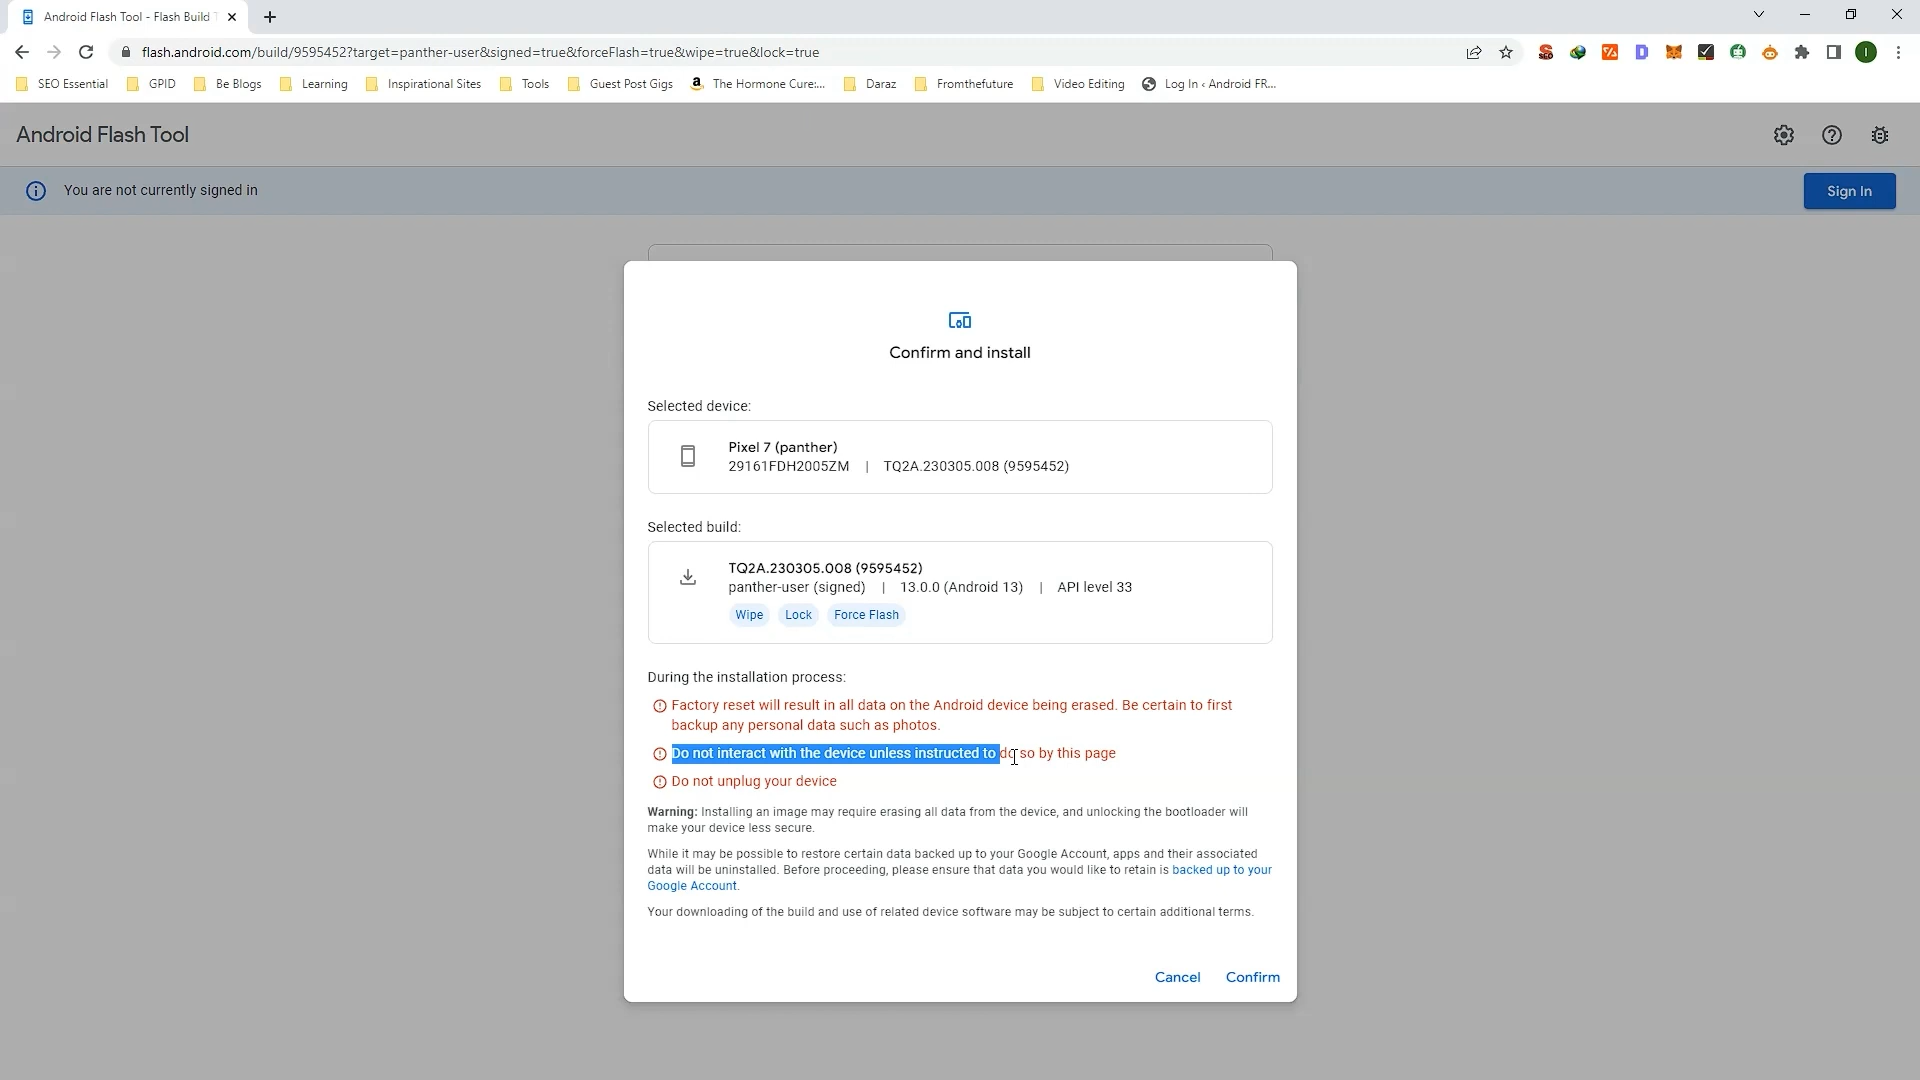 Android Flash Tool - Flash Build T
flash.android.com/build/9595452?target=panther-user&signed=true&forceFlash=true&wipe=true&lock=true
SEO Essential GPID Be Blogs Learning Inspirational Sites Tools Guest Post Gigs The Hormone Cure:... Daraz Fromthefuture Video Editing Log In ‹ Android FR...
Android Flash Tool
You are not currently signed in
Sign In
Confirm and install
Selected device:
Pixel 7 (panther)
29161FDH2005ZM | TQ2A.230305.008 (9595452)
Selected build:
TQ2A.230305.008 (9595452)
panther-user (signed) | 13.0.0 (Android 13) | API level 33
Wipe Lock Force Flash
During the installation process:
Factory reset will result in all data on the Android device being erased. Be certain to first
backup any personal data such as photos.
Do not interact with the device unless instructed to do so by this page
Do not unplug your device
Warning: Installing an image may require erasing all data from the device, and unlocking the bootloader will
make your device less secure.
While it may be possible to restore certain data backed up to your Google Account, apps and their associated
data will be uninstalled. Before proceeding, please ensure that data you would like to retain is backed up to your
Google Account.
Your downloading of the build and use of related device software may be subject to certain additional terms.
Cancel Confirm